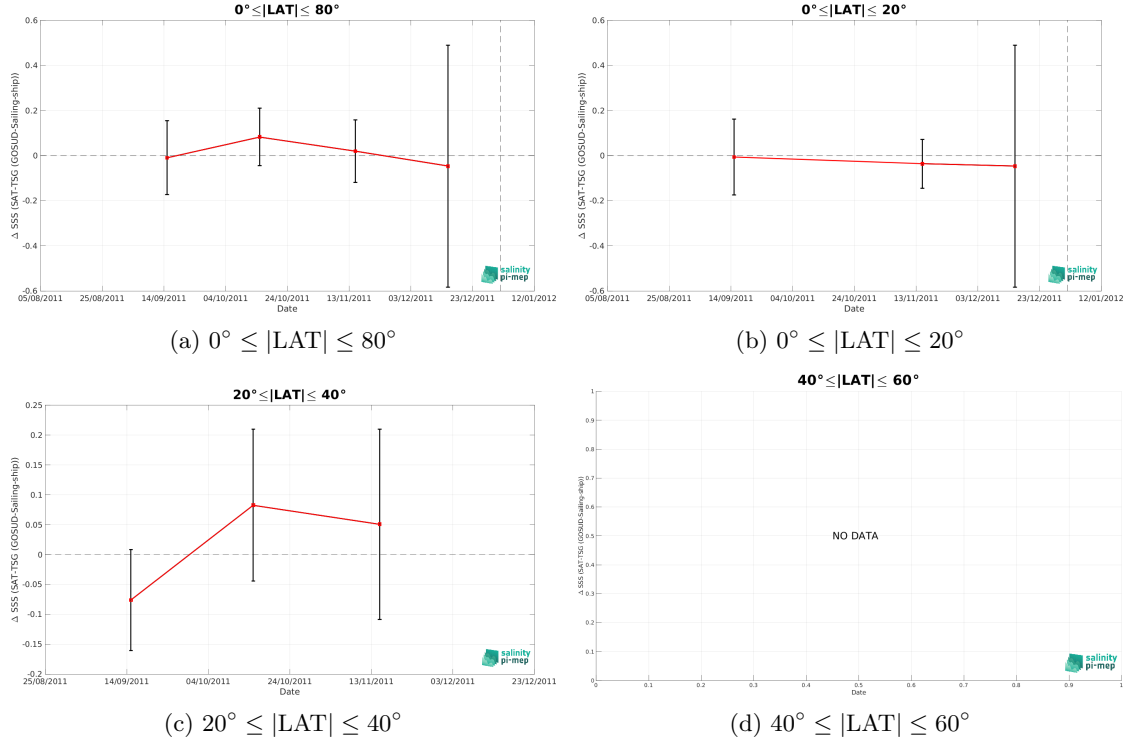 0°≤|LAT|≤ 80°
0.6
0.4
0.2
0
-0.2
-0.4
-0.6
Δ SSS (SAT-TSG (GOSUD-Sailing-ship))
05/08/2011 25/08/2011 14/09/2011 04/10/2011 24/10/2011 13/11/2011 03/12/2011 23/12/2011 12/01/2012
Date
salinity
pi-mep
(a) 0° ≤ |LAT| ≤ 80°
0°≤|LAT|≤ 20°
0.6
0.4
0.2
0
-0.2
-0.4
-0.6
Δ SSS (SAT-TSG (GOSUD-Sailing-ship))
05/08/2011 25/08/2011 14/09/2011 04/10/2011 24/10/2011 13/11/2011 03/12/2011 23/12/2011 12/01/2012
Date
salinity
pi-mep
(b) 0° ≤ |LAT| ≤ 20°
20°≤|LAT|≤ 40°
0.25
0.2
0.15
0.1
0.05
0
-0.05
-0.1
-0.15
-0.2
Δ SSS (SAT-TSG (GOSUD-Sailing-ship))
25/08/2011 14/09/2011 04/10/2011 24/10/2011 13/11/2011 03/12/2011 23/12/2011
Date
salinity
pi-mep
(c) 20° ≤ |LAT| ≤ 40°
40°≤|LAT|≤ 60°
1
0.9
0.8
0.7
0.6
0.5
0.4
0.3
0.2
0.1
0
Δ SSS (SAT-TSG (GOSUD-Sailing-ship))
NO DATA
0 0.1 0.2 0.3 0.4 0.5 0.6 0.7 0.8 0.9 1
Date
salinity
pi-mep
(d) 40° ≤ |LAT| ≤ 60°